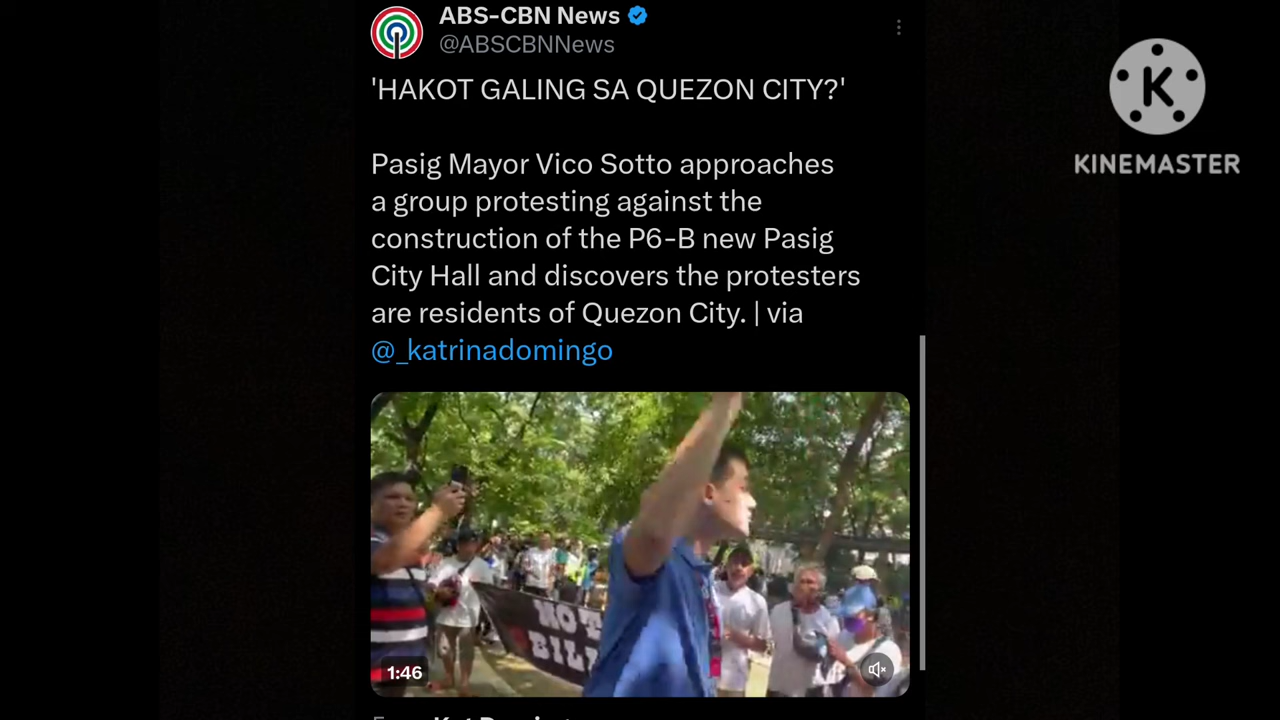 ABS-CBN News
@ABSCBNNews
'HAKOT GALING SA QUEZON CITY?'
Pasig Mayor Vico Sotto approaches
a group protesting against the
construction of the P6-B new Pasig
City Hall and discovers the protesters
are residents of Quezon City. | via
@_katrinadomingo
NOT
BIL
1:46
K
KINEMASTER